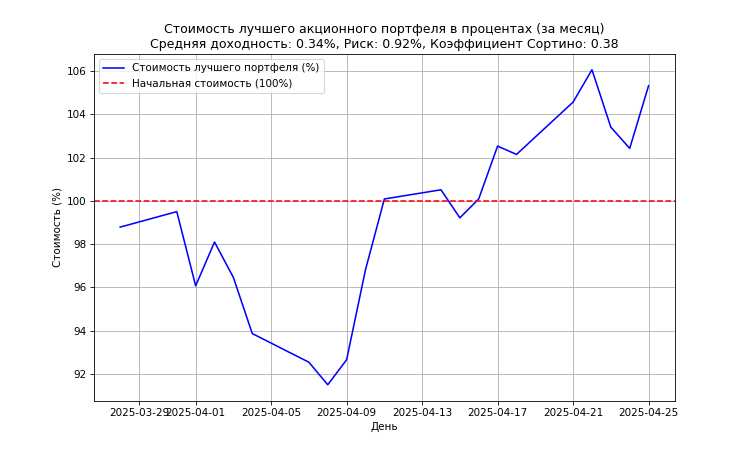 Стоимость лучшего акционного портфеля в процентах (за месяц)
Средняя доходность: 0.34%, Риск: 0.92%, Коэффициент Сортино: 0.38
Стоимость лучшего портфеля (%)
Начальная стоимость (100%)
Стоимость (%)
106
104
102
100
98
96
94
92
2025-03-29
2025-04-01
2025-04-05
2025-04-09
2025-04-13
2025-04-17
2025-04-21
2025-04-25
День